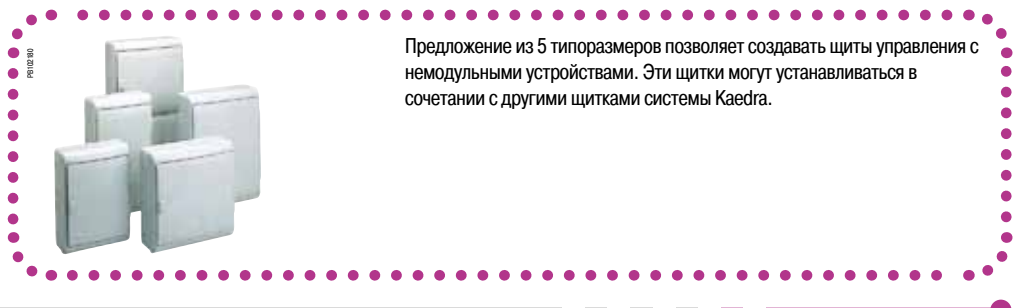 Предложение из 5 типоразмеров позволяет создавать щиты управления с
немодульными устройствами. Эти щитки могут устанавливаться в
сочетании с другими щитками системы Kaedra.
PB102180